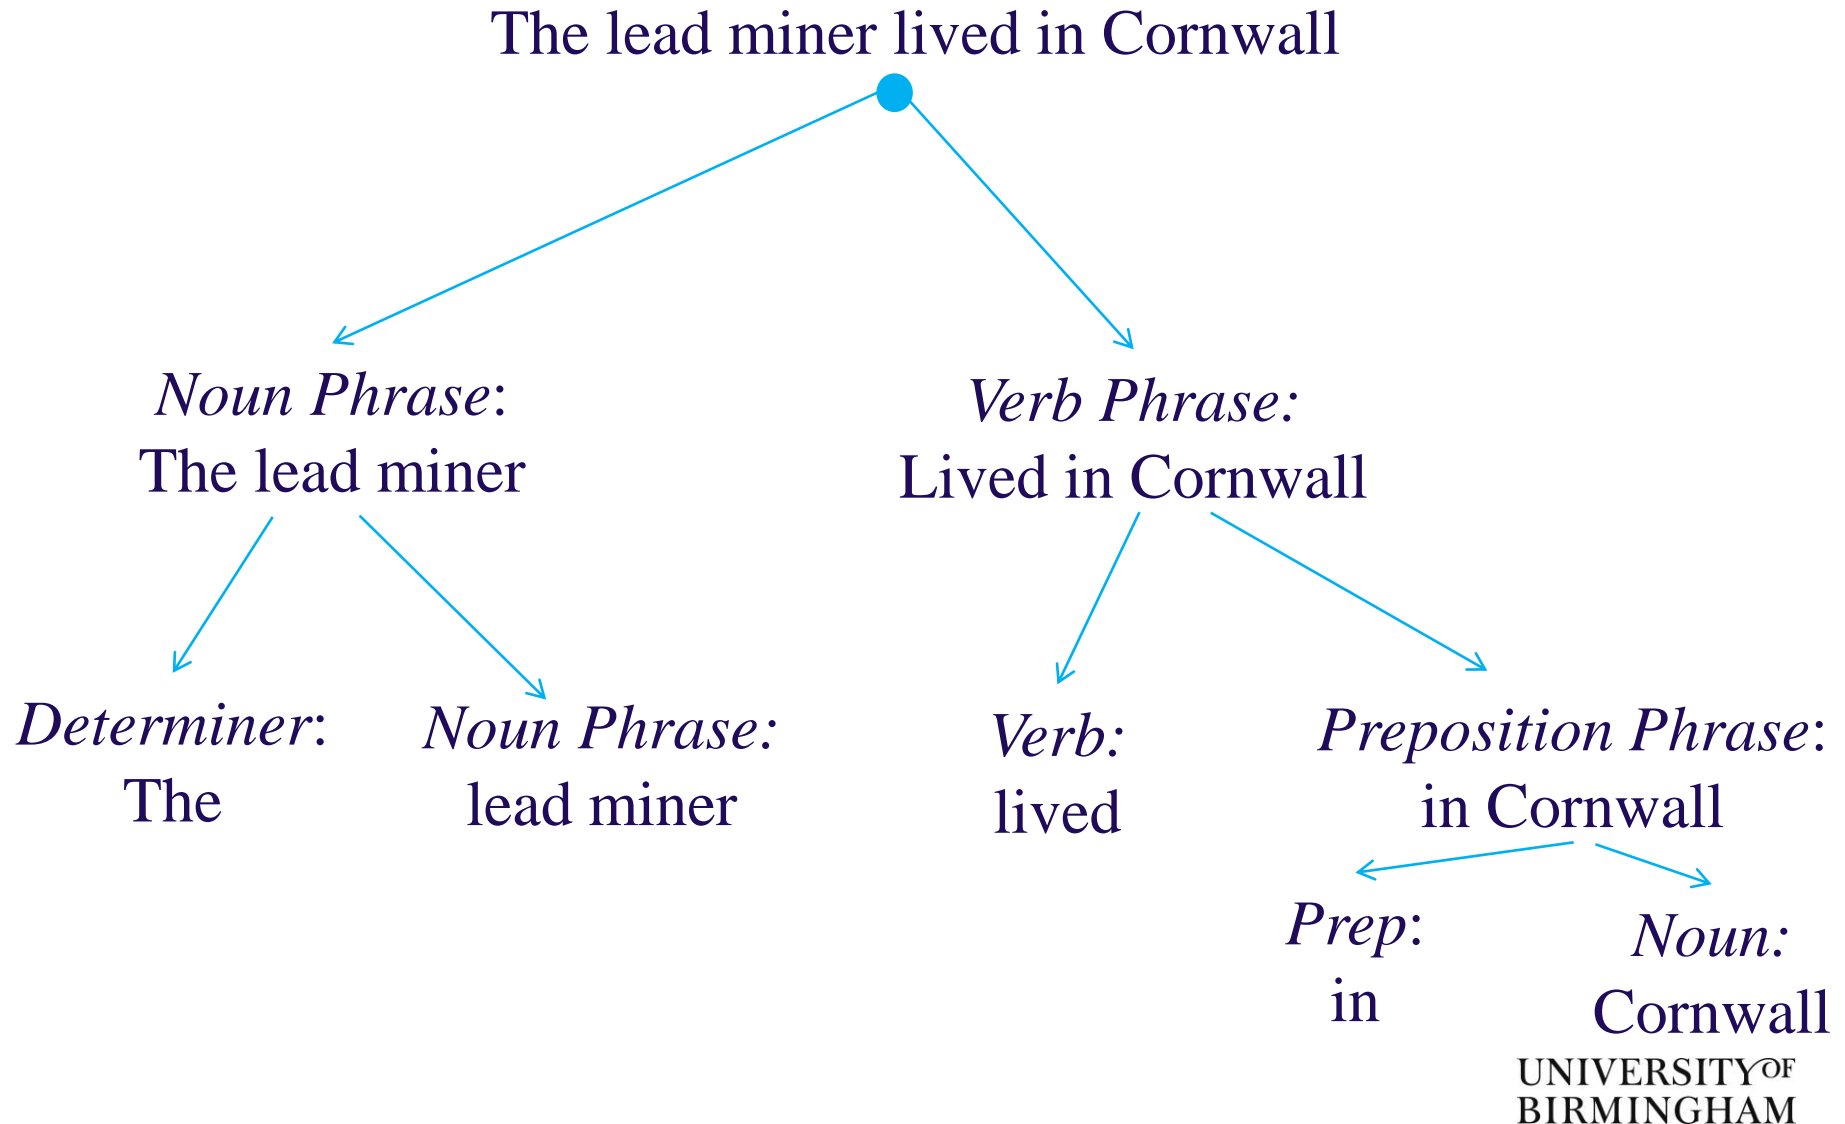 The lead miner lived in Cornwall
Noun Phrase:
The lead miner
Verb Phrase:
Lived in Cornwall
Determiner:
The
Noun Phrase:
lead miner
Verb:
lived
Preposition Phrase:
in Cornwall
Prep:
in
Noun:
Cornwall
UNIVERSITY OF
BIRMINGHAM